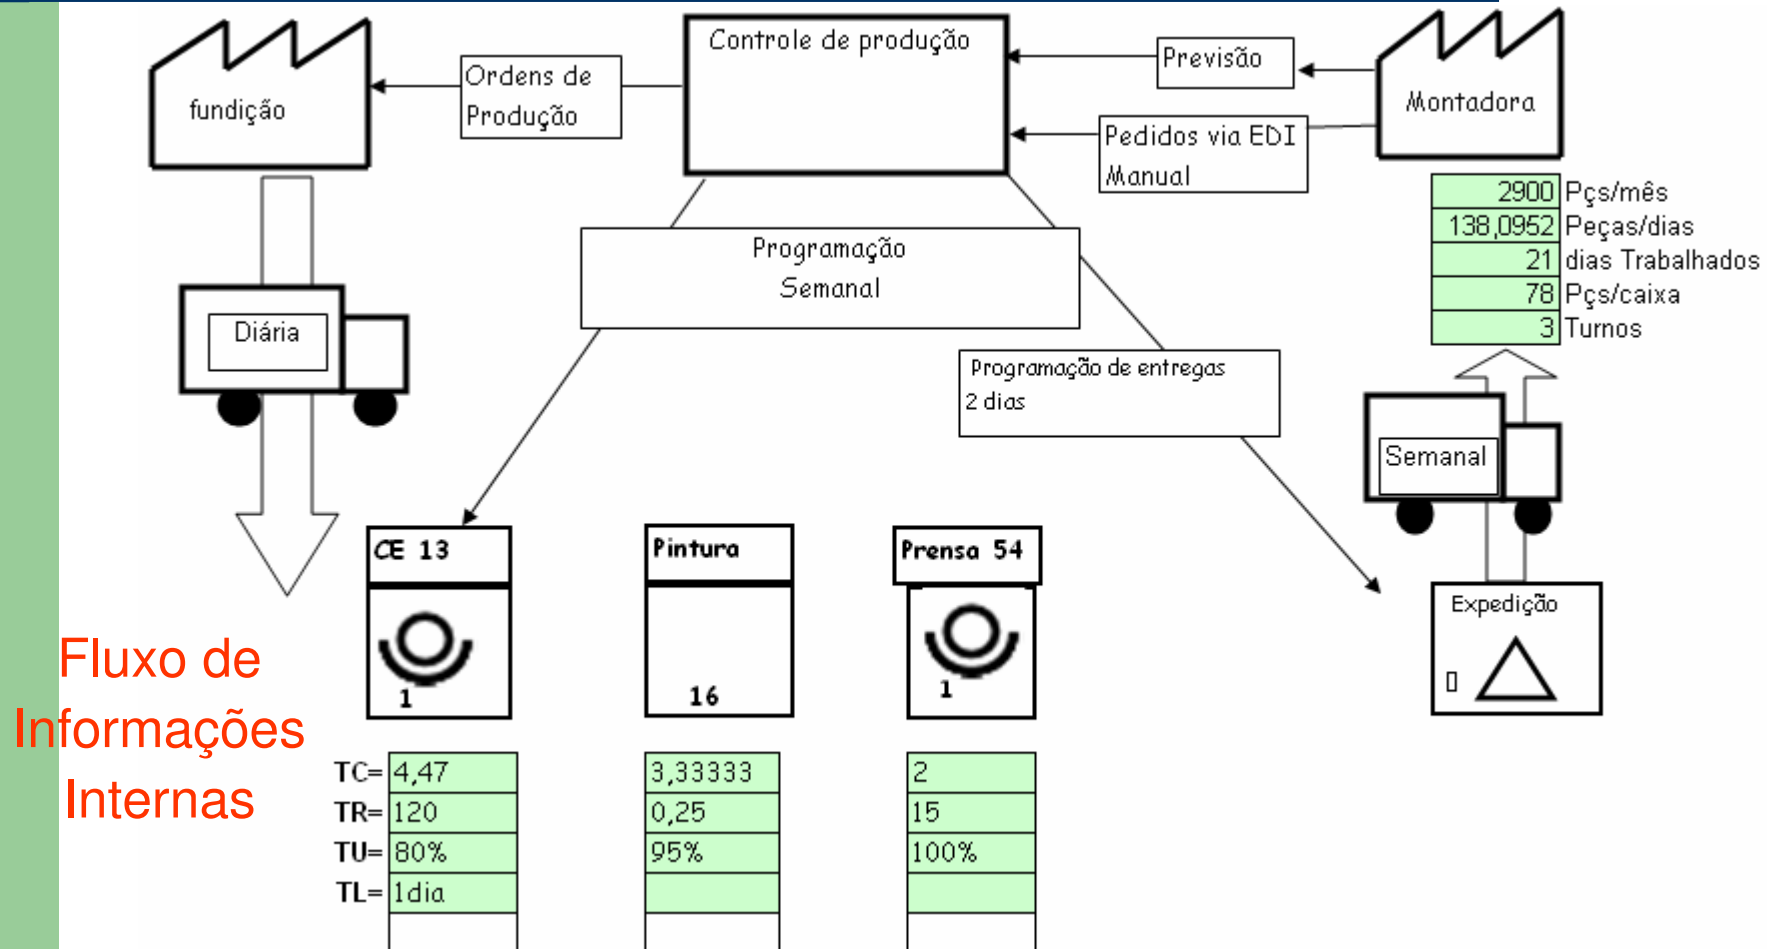 Controle de produção
Previsão
Ordens de
Produção
fundição
Montadora
Pedidos via EDI
Manual
2900 Pçs/mês
138,0952 Peças/dias
21 dias Trabalhados
78 Pçs/caixa
3 Turnos
Programação
Semanal
Diária
Programação de entregas
2 dias
Semanal
CE 13
Pintura
Prensa 54
Expedição
1
16
1
Fluxo de
Informações
Internas
TC= 4,47 3,33333 2
TR= 120 0,25 15
TU= 80% 95% 100%
TL= 1dia